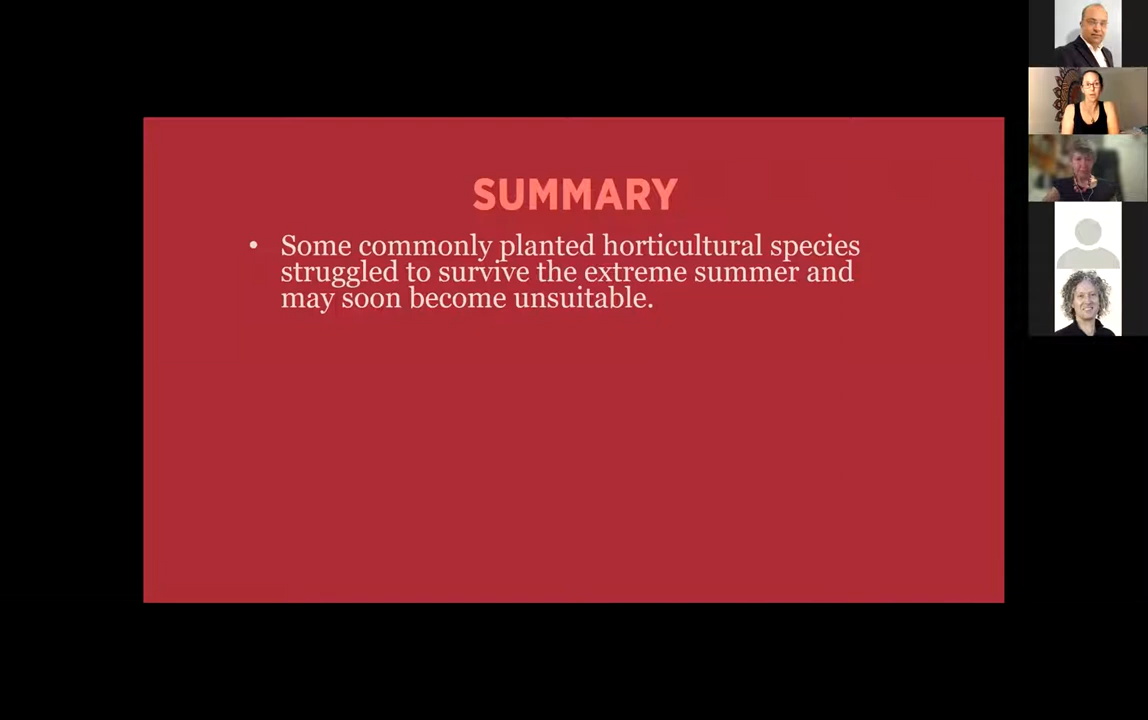 SUMMARY
• Some commonly planted horticultural species
struggled to survive the extreme summer and
may soon become unsuitable.